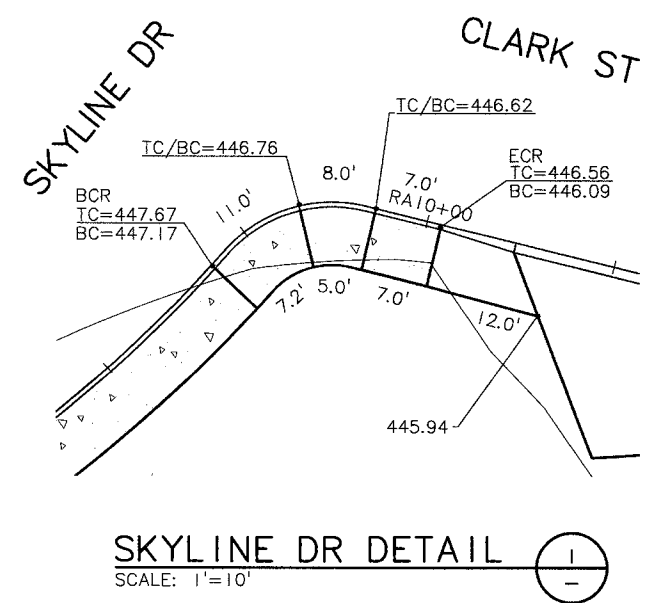 SKYLINE DR
CLARK ST
TC/BC=446.62
TC/BC=446.76
8.0'
7.0'
ECR
TC=446.56
BC=446.09
BCR
TC=447.67
BC=447.17
11.0'
RA10+00
7.2'
5.0'
7.0'
12.0'
445.94
SKYLINE DR DETAIL
1
–
SCALE: 1'=10'